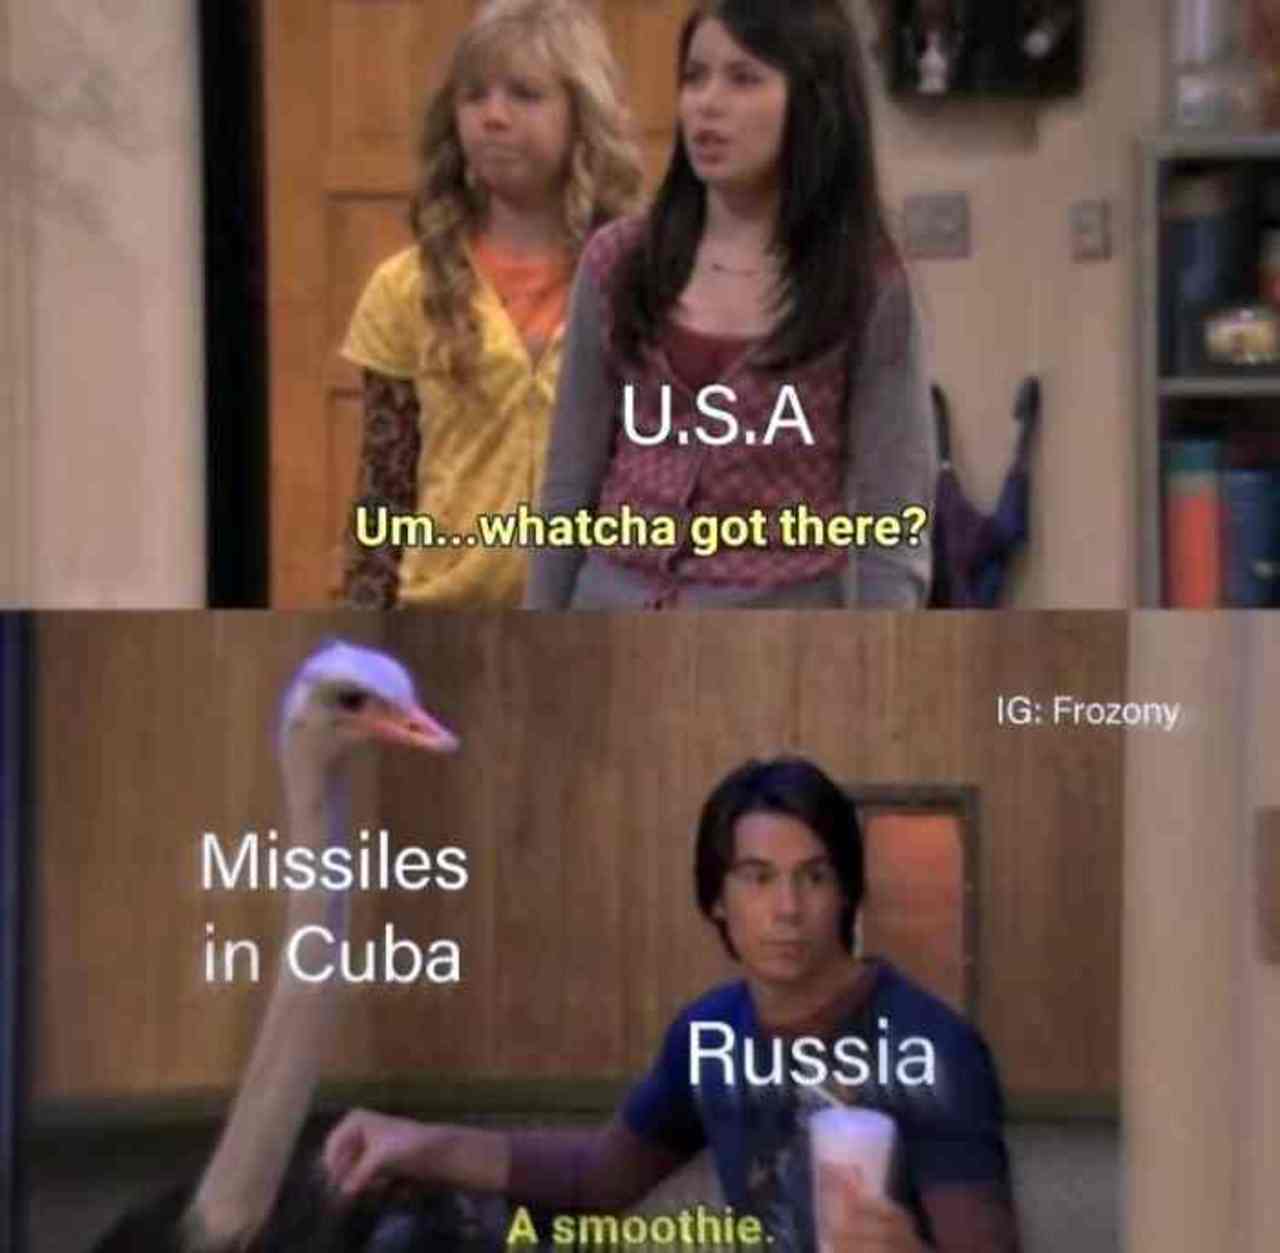 U.S.A
Um...whatcha got there?
IG: Frozony
Missiles
in Cuba
Russia
A smoothie.